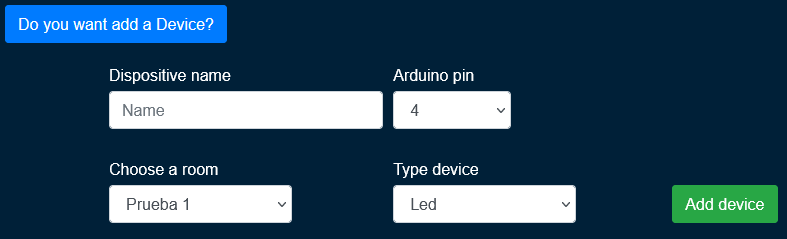 Do you want add a Device?
Dispositive name
Arduino pin
Name
4
Choose a room
Type device
Prueba 1
Led
Add device